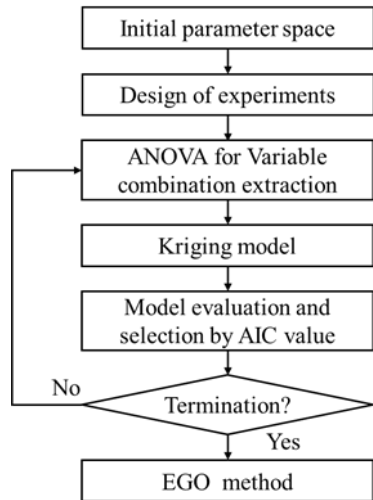 Initial parameter space
Design of experiments
ANOVA for Variable
combination extraction
Kriging model
Model evaluation and
selection by AIC value
No
Termination?
Yes
EGO method